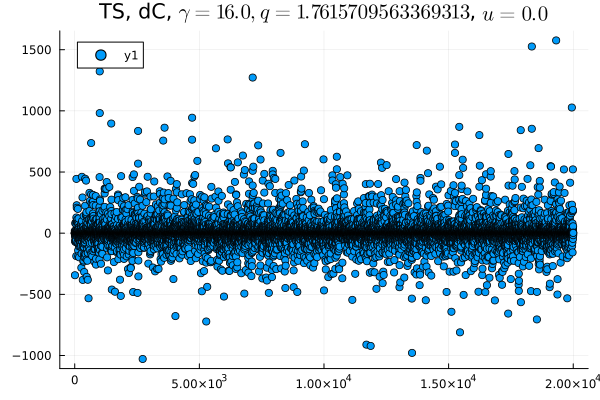 TS, dC, γ = 16.0, q = 1.7615709563369313, u = 0.0
y1
1500
1000
500
0
−500
−1000
0 5.00×10³ 1.00×10⁴ 1.50×10⁴ 2.00×10⁴